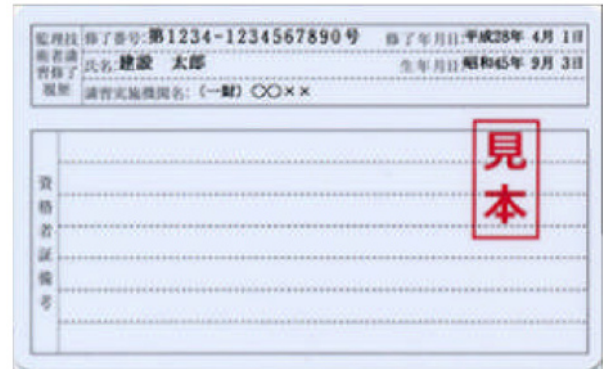 監理技術者講習修了履歴
修了番号:第1234-1234567890号 修了年月日:平成28年 4月 1日
氏名:建設 太郎 生年月日:昭和45年 9月 3日
講習実施機関名:(一財)○○××
見本
資格者証備考